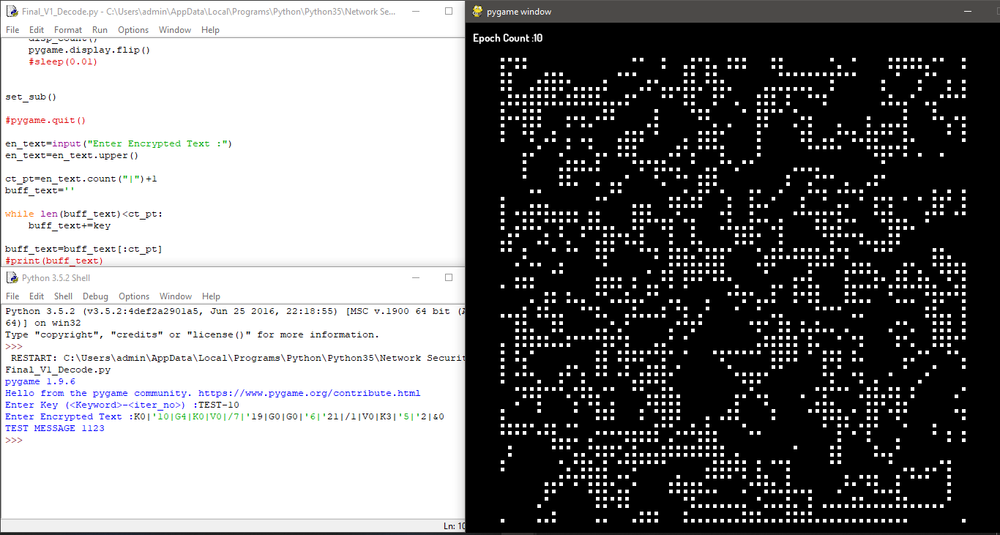 Final_V1_Decode.py - C:\Users\admin\AppData\Local\Programs\Python\Python35\Network Se...
File Edit Format Run Options Window Help
disp_count()
pygame.display.flip()
#sleep(0.01)
set_sub()
#pygame.quit()
en_text=input("Enter Encrypted Text :")
en_text=en_text.upper()
ct_pt=en_text.count("|")+1
buff_text=''
while len(buff_text)<ct_pt:
buff_text+=key
buff_text=buff_text[:ct_pt]
#print(buff_text)
Python 3.5.2 Shell
File Edit Shell Debug Options Window Help
Python 3.5.2 (v3.5.2:4def2a2901a5, Jun 25 2016, 22:18:55) [MSC v.1900 64 bit (A
64)] on win32
Type "copyright", "credits" or "license()" for more information.
>>>
RESTART: C:\Users\admin\AppData\Local\Programs\Python\Python35\Network Securit
Final_V1_Decode.py
pygame 1.9.6
Hello from the pygame community. https://www.pygame.org/contribute.html
Enter Key (<Keyword>-<iter_no>) :TEST-10
Enter Encrypted Text :K0|'10|G4|K0|V0|/7|'19|G0|G0|'6|'21|/1|V0|K3|'5|'2|&0
TEST MESSAGE 1123
>>>
Ln: 10
pygame window
Epoch Count :10